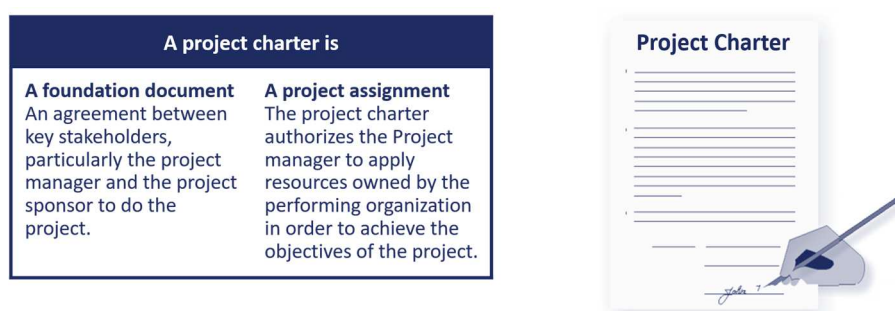 A project charter is
A foundation document
An agreement between
key stakeholders,
particularly the project
manager and the project
sponsor to do the
project.
A project assignment
The project charter
authorizes the Project
manager to apply
resources owned by the
performing organization
in order to achieve the
objectives of the project.
Project Charter